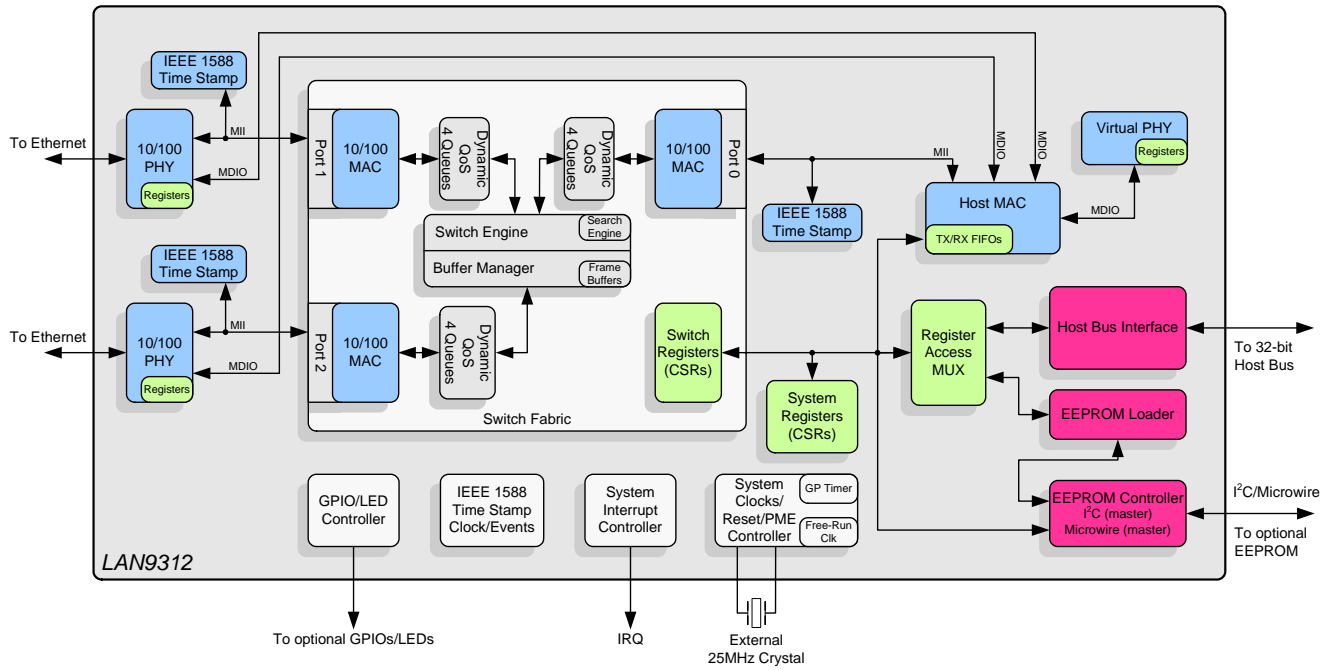 IEEE 1588
Time Stamp
To Ethernet
10/100
PHY
Registers
MII
MDIO
Port 1
10/100
MAC
Dynamic
QoS
4 Queues
Dynamic
QoS
4 Queues
10/100
MAC
Port 0
MII
MDIO
MDIO
Virtual PHY
Registers
MDIO
Host MAC
TX/RX FIFOs
IEEE 1588
Time Stamp
Switch Engine
Search
Engine
Buffer Manager
Frame
Buffers
IEEE 1588
Time Stamp
To Ethernet
10/100
PHY
Registers
MII
MDIO
Port 2
10/100
MAC
Dynamic
QoS
4 Queues
Switch
Registers
(CSRs)
Switch Fabric
System
Registers
(CSRs)
Register
Access
MUX
Host Bus Interface
To 32-bit
Host Bus
EEPROM Loader
EEPROM Controller
I²C (master)
Microwire (master)
I²C/Microwire
To optional
EEPROM
GPIO/LED
Controller
IEEE 1588
Time Stamp
Clock/Events
System
Interrupt
Controller
System
Clocks/
Reset/PME
Controller
GP Timer
Free-Run
Clk
LAN9312
To optional GPIOs/LEDs
IRQ
External
25MHz Crystal